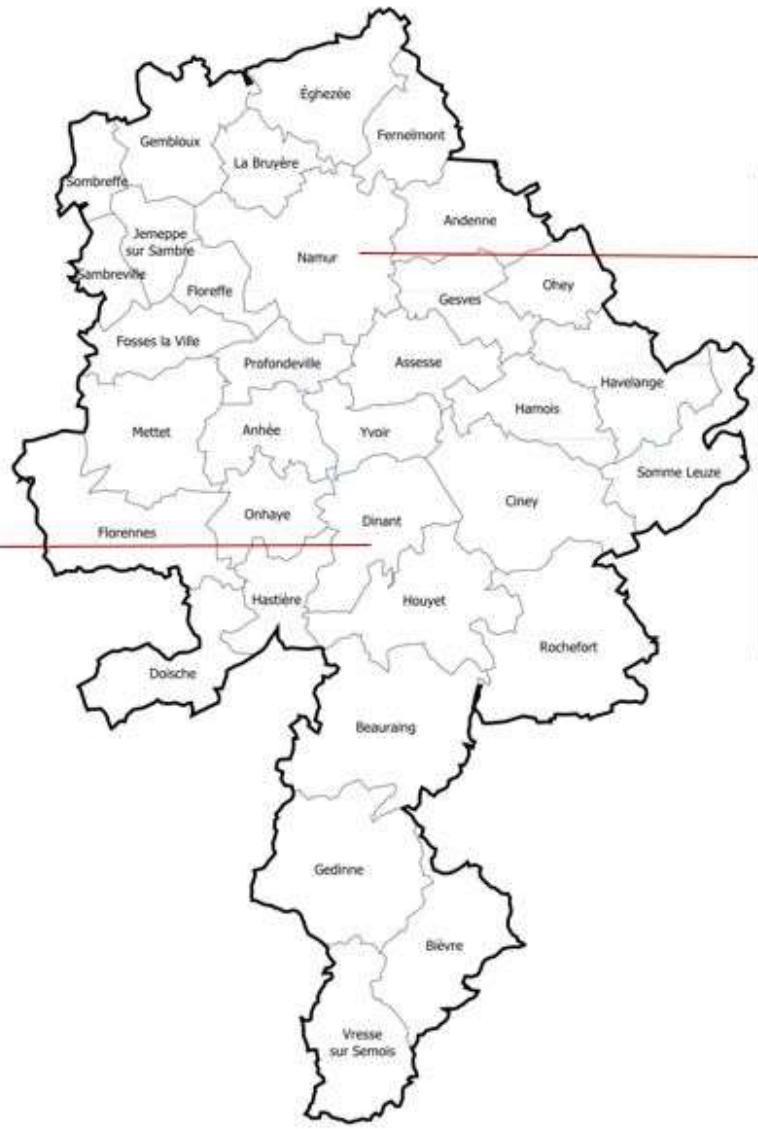 Éghezée
Gembloux
Fernelmont
La Bruyère
Sombreffe
Andenne
Jemeppe
sur Sambre
Namur
Sambreville
Floreffe
Ohey
Gesves
Fosses la Ville
Profondeville
Assesse
Havelange
Hamois
Mettet
Anhée
Yvoir
Somme Leuze
Ciney
Onhaye
Dinant
Florennes
Hastière
Houyet
Rochefort
Doische
Beauraing
Gedinne
Bièvre
Vresse
sur Semois